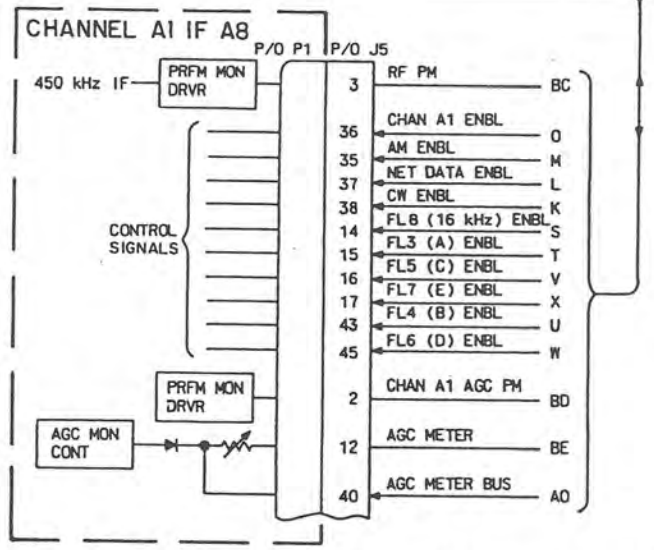 CHANNEL A1 IF A8
P/O P1 P/O J5
450 kHz IF
PRFM MON
DRVR
3 RF PM BC
36 CHAN A1 ENBL O
35 AM ENBL M
37 NET DATA ENBL L
38 CW ENBL K
14 FL8 (16 kHz) ENBL S
15 FL3 (A) ENBL T
16 FL5 (C) ENBL V
17 FL7 (E) ENBL X
43 FL4 (B) ENBL U
45 FL6 (D) ENBL W
CONTROL
SIGNALS
PRFM MON
DRVR
2 CHAN A1 AGC PM BD
AGC MON
CONT
12 AGC METER BE
40 AGC METER BUS AO